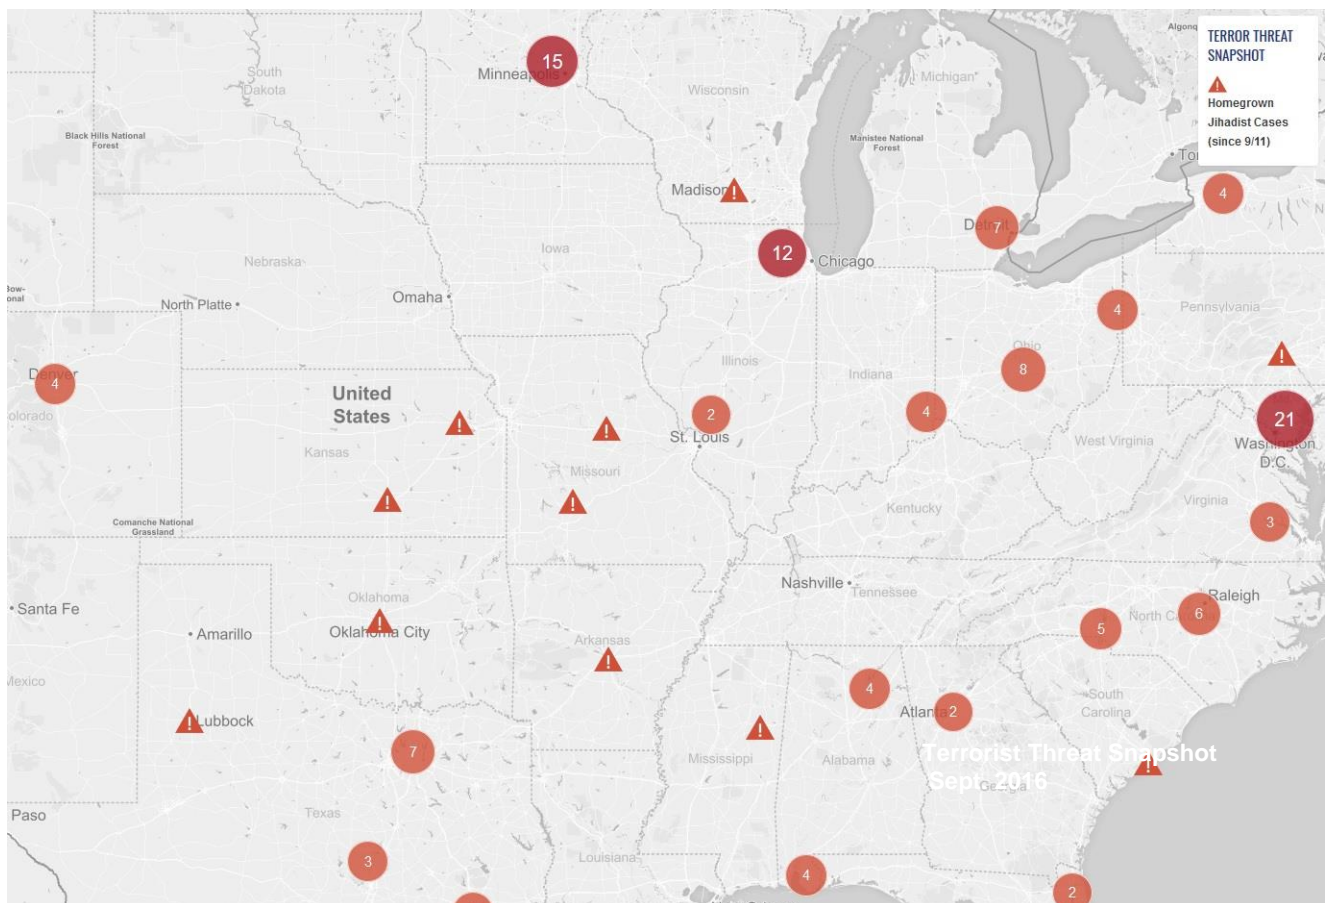 TERROR THREAT
SNAPSHOT
Homegrown
Jihadist Cases
(since 9/11)
Algonq
15
South
Dakota
Minneapolis
Wisconsin
Michigan
Black Hills National
Forest
Manistee National
Forest
Madison
4
7
Detroit
12
Chicago
Iowa
Nebraska
Omaha
North Platte
4
Pennsylvania
Ohio
8
Illinois
Indiana
Denver
4
Colorado
United
States
Kansas
2
St. Louis
4
21
Washington
D.C.
West Virginia
Missouri
Virginia
Kentucky
3
Comanche National
Grassland
Nashville
Tennessee
Oklahoma
Santa Fe
Raleigh
6
North Carolina
5
Amarillo
Oklahoma City
Arkansas
Mexico
4
South
Carolina
Lubbock
Atlanta
2
7
Mississippi
Alabama
Terrorist Threat Snapshot
Sept. 2016
Georgia
Paso
Texas
3
Louisiana
4
2